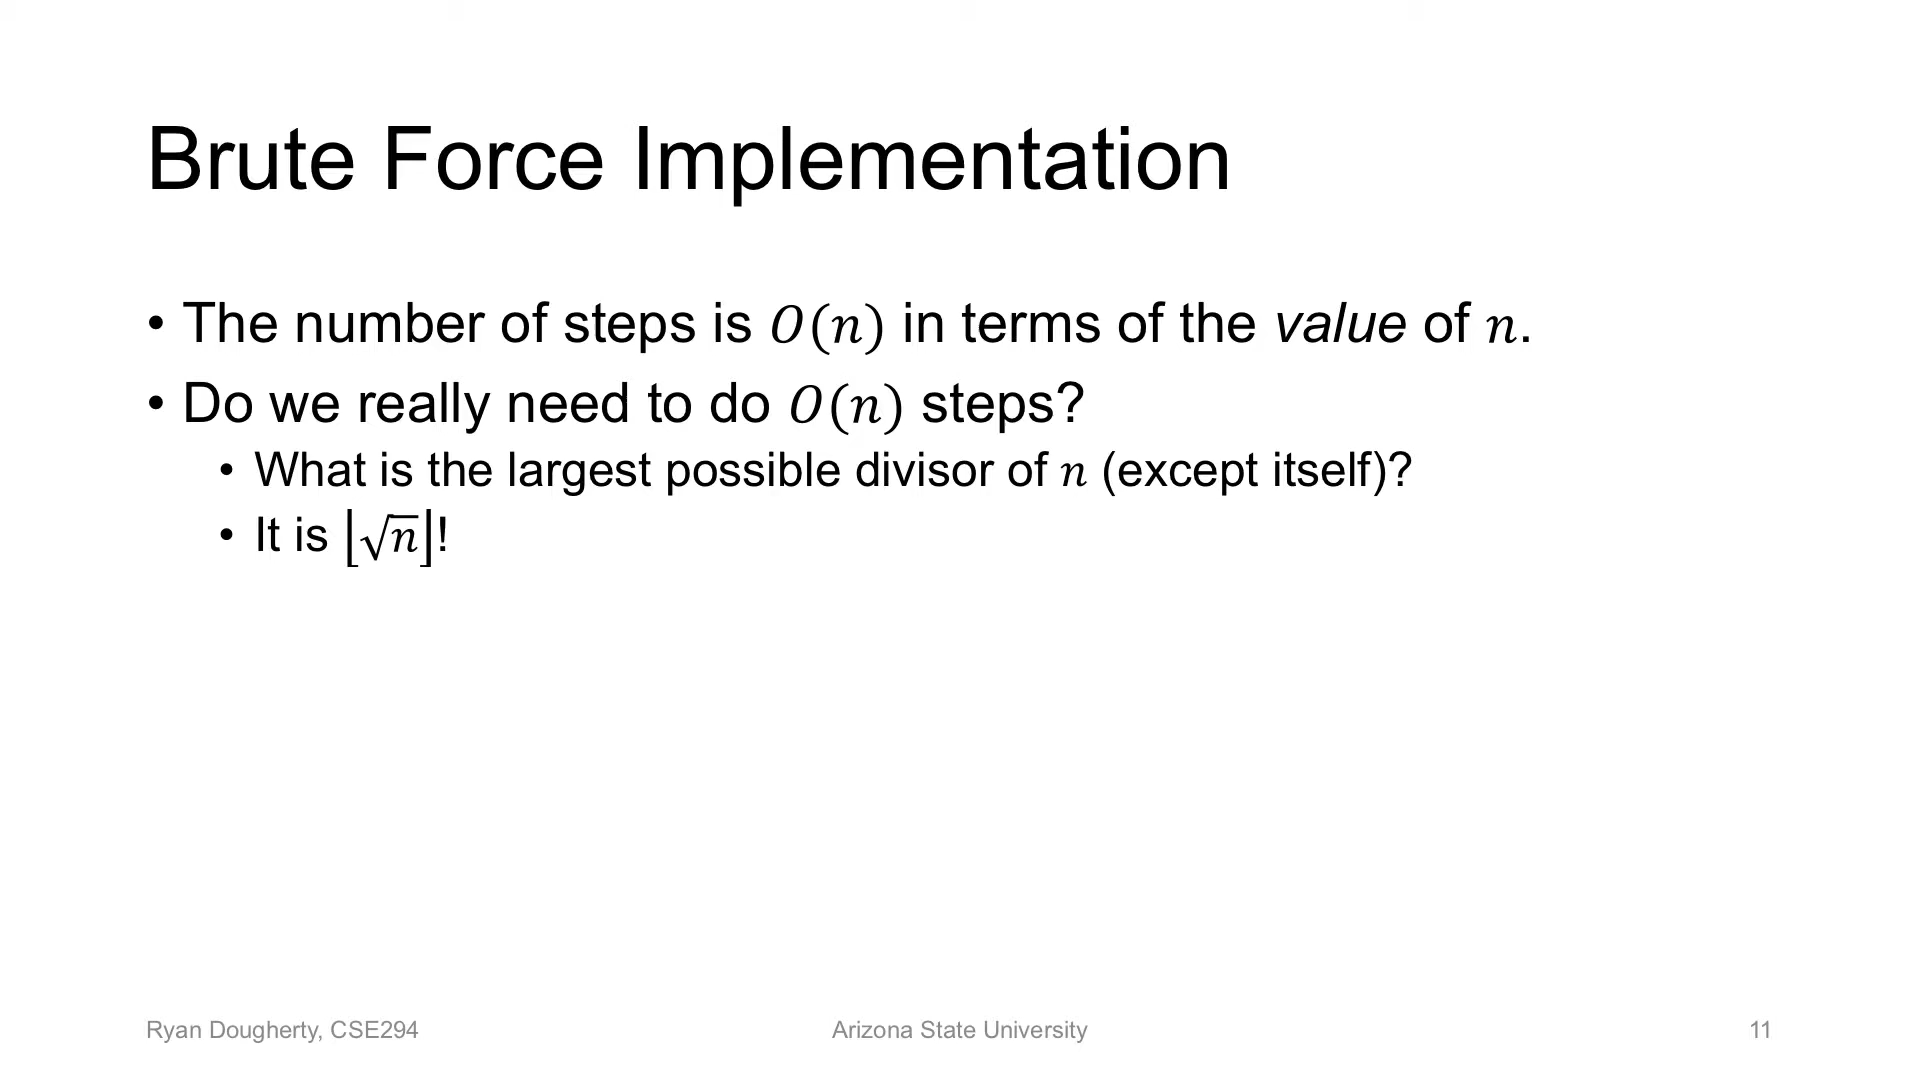 Brute Force Implementation
• The number of steps is 𝑂(𝑛) in terms of the value of 𝑛.
• Do we really need to do 𝑂(𝑛) steps?
• What is the largest possible divisor of 𝑛 (except itself)?
• It is ⌊√𝑛⌋!
Ryan Dougherty, CSE294
Arizona State University
11